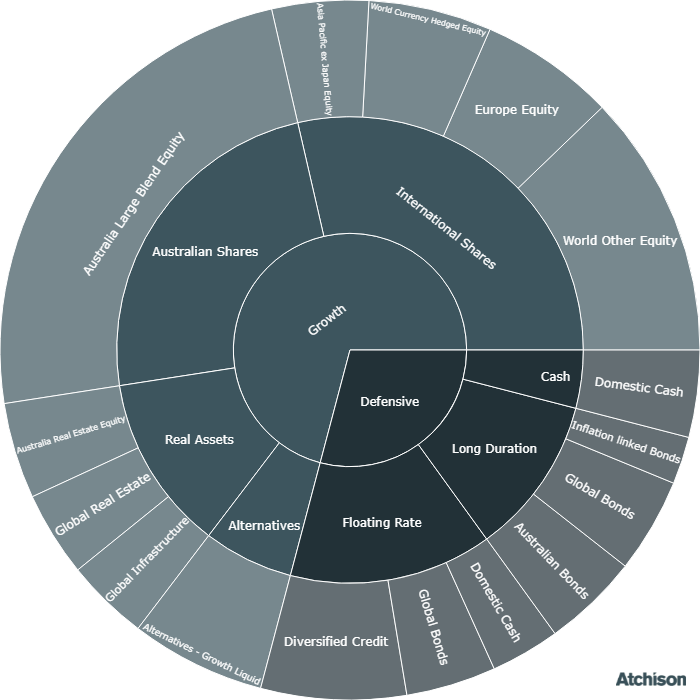 Asia Pacific ex Japan Equity
World Currency Hedged Equity
Europe Equity
World Other Equity
Australia Large Blend Equity
International Shares
Australian Shares
Growth
Cash
Domestic Cash
Defensive
Inflation linked Bonds
Long Duration
Real Assets
Australia Real Estate Equity
Global Bonds
Global Real Estate
Alternatives
Floating Rate
Global Infrastructure
Australian Bonds
Domestic Cash
Global Bonds
Diversified Credit
Alternatives - Growth Liquid
Atchison